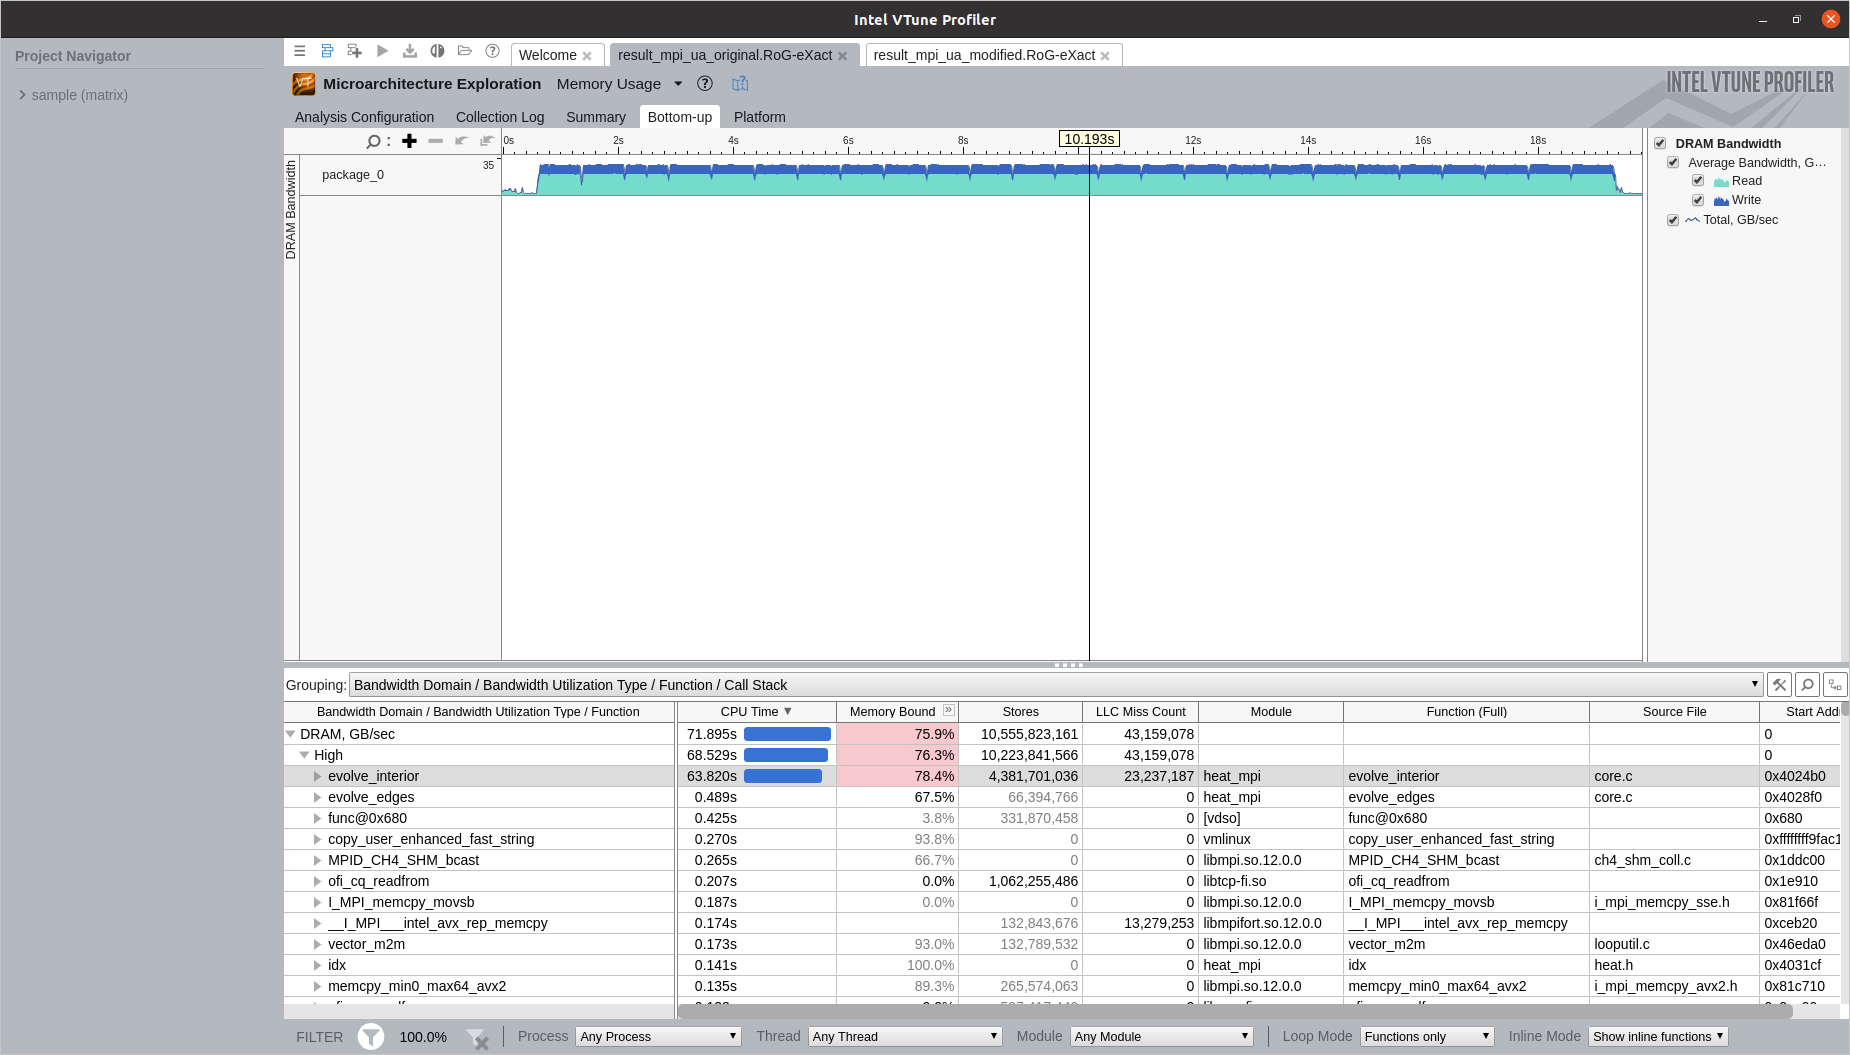 Intel VTune Profiler
Project Navigator
sample (matrix)
Welcome
result_mpi_ua_original.RoG-eXact
result_mpi_ua_modified.RoG-eXact
Microarchitecture Exploration Memory Usage
INTEL VTUNE PROFILER
Analysis Configuration Collection Log Summary Bottom-up Platform
0s 2s 4s 6s 8s 10.193s 12s 14s 16s 18s
DRAM Bandwidth
package_0 35
DRAM Bandwidth
Average Bandwidth, G...
Read
Write
Total, GB/sec
Grouping: Bandwidth Domain / Bandwidth Utilization Type / Function / Call Stack
Bandwidth Domain / Bandwidth Utilization Type / Function CPU Time Memory Bound Stores LLC Miss Count Module Function (Full) Source File Start Addr
DRAM, GB/sec 71.895s 75.9% 10,555,823,161 43,159,078 0
High 68.529s 76.3% 10,223,841,566 43,159,078 0
evolve_interior 63.820s 78.4% 4,381,701,036 23,237,187 heat_mpi evolve_interior core.c 0x4024b0
evolve_edges 0.489s 67.5% 66,394,766 0 heat_mpi evolve_edges core.c 0x4028f0
func@0x680 0.425s 3.8% 331,870,458 0 [vdso] func@0x680 0x680
copy_user_enhanced_fast_string 0.270s 93.8% 0 0 vmlinux copy_user_enhanced_fast_string 0xffffffff9fac1
MPID_CH4_SHM_bcast 0.265s 66.7% 0 0 libmpi.so.12.0.0 MPID_CH4_SHM_bcast ch4_shm_coll.c 0x1ddc00
ofi_cq_readfrom 0.207s 0.0% 1,062,255,486 0 libtcp-fi.so ofi_cq_readfrom 0x1e910
I_MPI_memcpy_movsb 0.187s 0.0% 0 0 libmpi.so.12.0.0 I_MPI_memcpy_movsb i_mpi_memcpy_sse.h 0x81f66f
__I_MPI___intel_avx_rep_memcpy 0.174s 132,843,676 13,279,253 libmpifort.so.12.0.0 __I_MPI___intel_avx_rep_memcpy 0xceb20
vector_m2m 0.173s 93.0% 132,789,532 0 libmpi.so.12.0.0 vector_m2m looputil.c 0x46eda0
idx 0.141s 100.0% 0 0 heat_mpi idx heat.h 0x4031cf
memcpy_min0_max64_avx2 0.135s 89.3% 265,574,063 0 libmpi.so.12.0.0 memcpy_min0_max64_avx2 i_mpi_memcpy_avx2.h 0x81c710
FILTER 100.0% Process Any Process Thread Any Thread Module Any Module Loop Mode Functions only Inline Mode Show inline functions